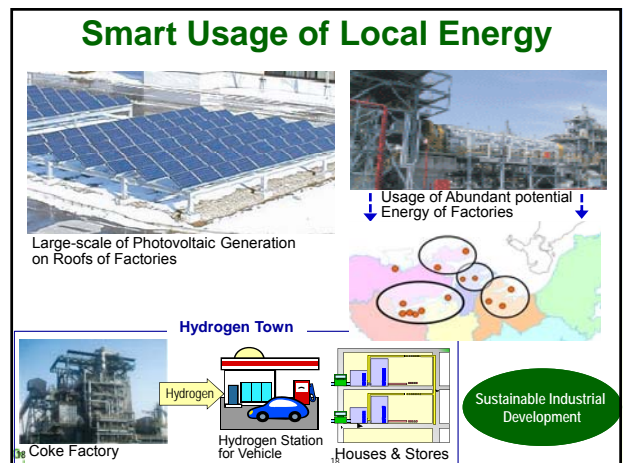 Smart Usage of Local Energy
Large-scale of Photovoltaic Generation
on Roofs of Factories
Usage of Abundant potential
Energy of Factories
Hydrogen Town
Hydrogen
Coke Factory
Hydrogen Station
for Vehicle
Houses & Stores
Sustainable Industrial
Development
18